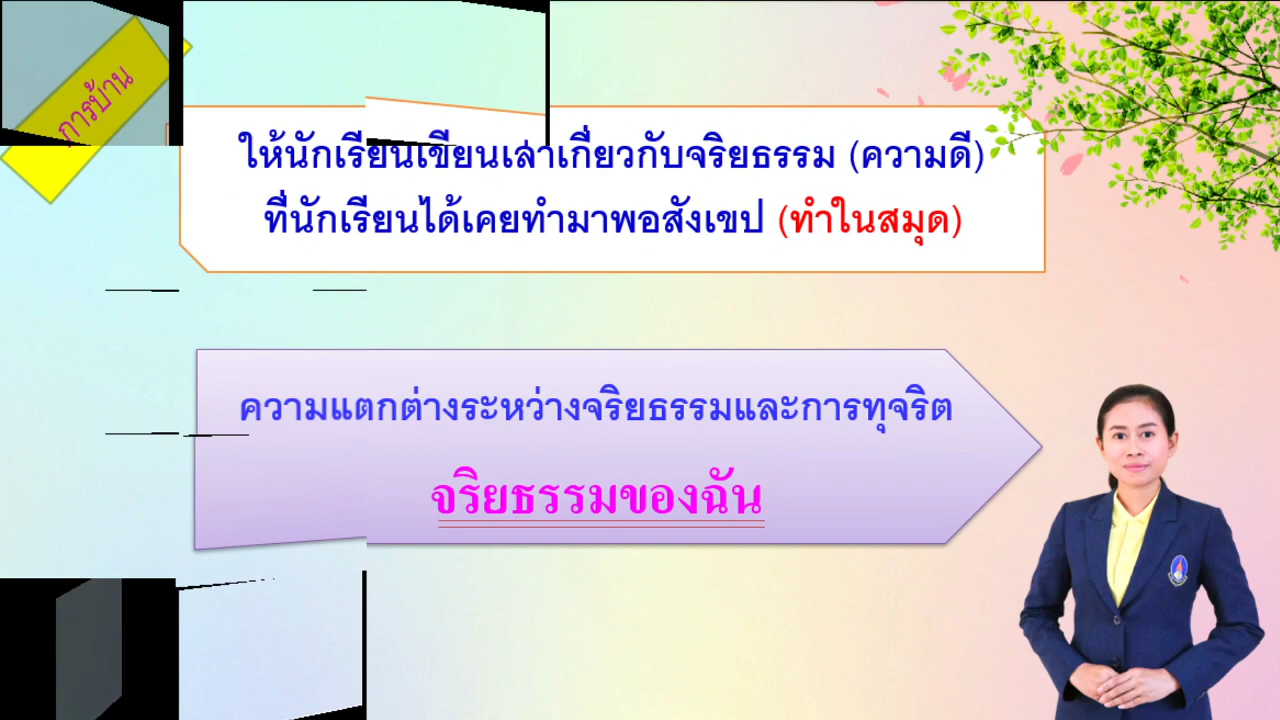 การบ้าน
ให้นักเรียนเขียนเล่าเกี่ยวกับจริยธรรม (ความดี)
ที่นักเรียนได้เคยทำมาพอสังเขป (ทำในสมุด)
ความแตกต่างระหว่างจริยธรรมและการทุจริต
จริยธรรมของฉัน